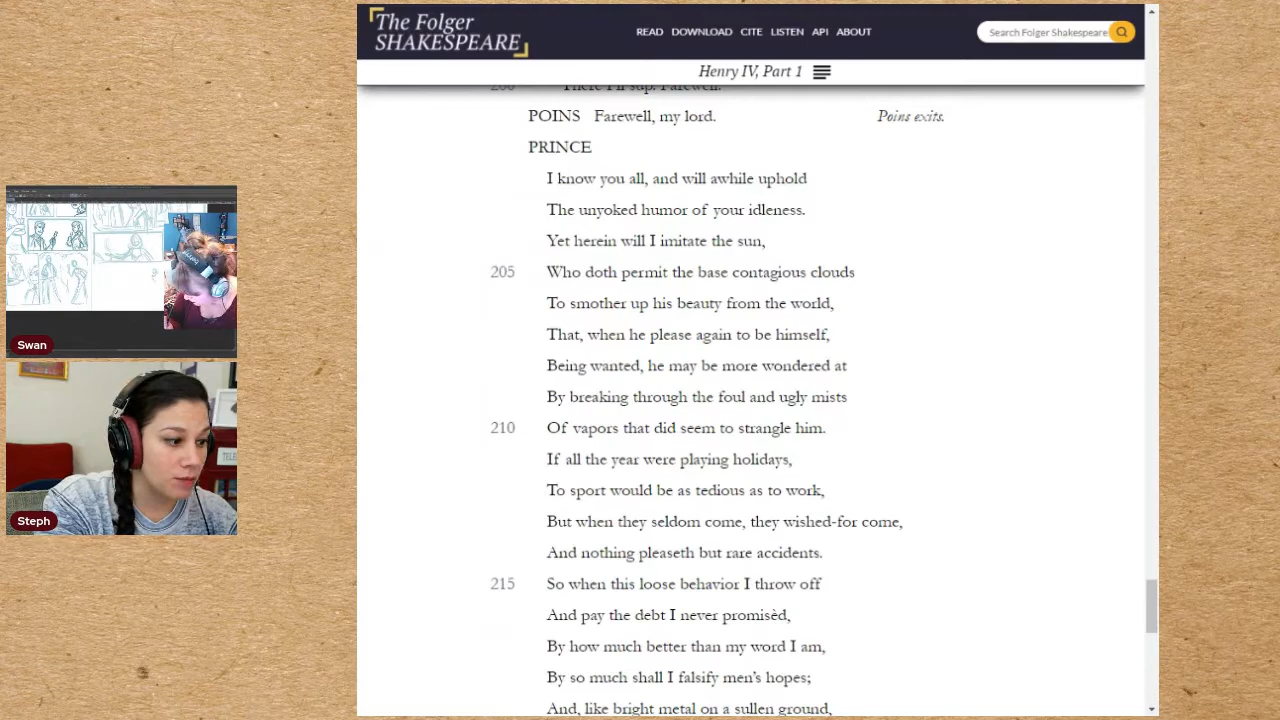 The Folger
SHAKESPEARE
READ DOWNLOAD CITE LISTEN API ABOUT
Search Folger Shakespeare
Henry IV, Part 1
200 There I'll sup. Farewell.
POINS Farewell, my lord. Poins exits.
PRINCE
I know you all, and will awhile uphold
The unyoked humor of your idleness.
Yet herein will I imitate the sun,
205 Who doth permit the base contagious clouds
To smother up his beauty from the world,
That, when he please again to be himself,
Being wanted, he may be more wondered at
By breaking through the foul and ugly mists
210 Of vapors that did seem to strangle him.
If all the year were playing holidays,
To sport would be as tedious as to work,
But when they seldom come, they wished-for come,
And nothing pleaseth but rare accidents.
215 So when this loose behavior I throw off
And pay the debt I never promisèd,
By how much better than my word I am,
By so much shall I falsify men's hopes;
And, like bright metal on a sullen ground,
Swan
Steph